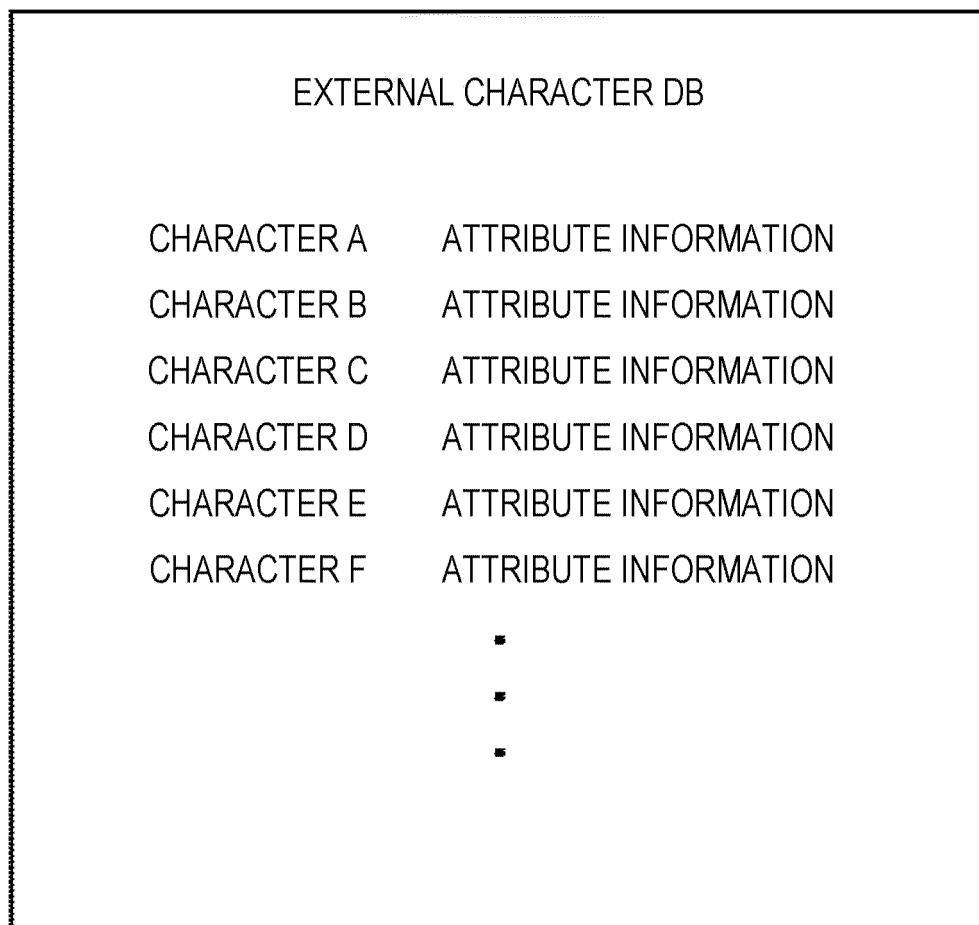 EXTERNAL CHARACTER DB
CHARACTER A ATTRIBUTE INFORMATION
CHARACTER B ATTRIBUTE INFORMATION
CHARACTER C ATTRIBUTE INFORMATION
CHARACTER D ATTRIBUTE INFORMATION
CHARACTER E ATTRIBUTE INFORMATION
CHARACTER F ATTRIBUTE INFORMATION